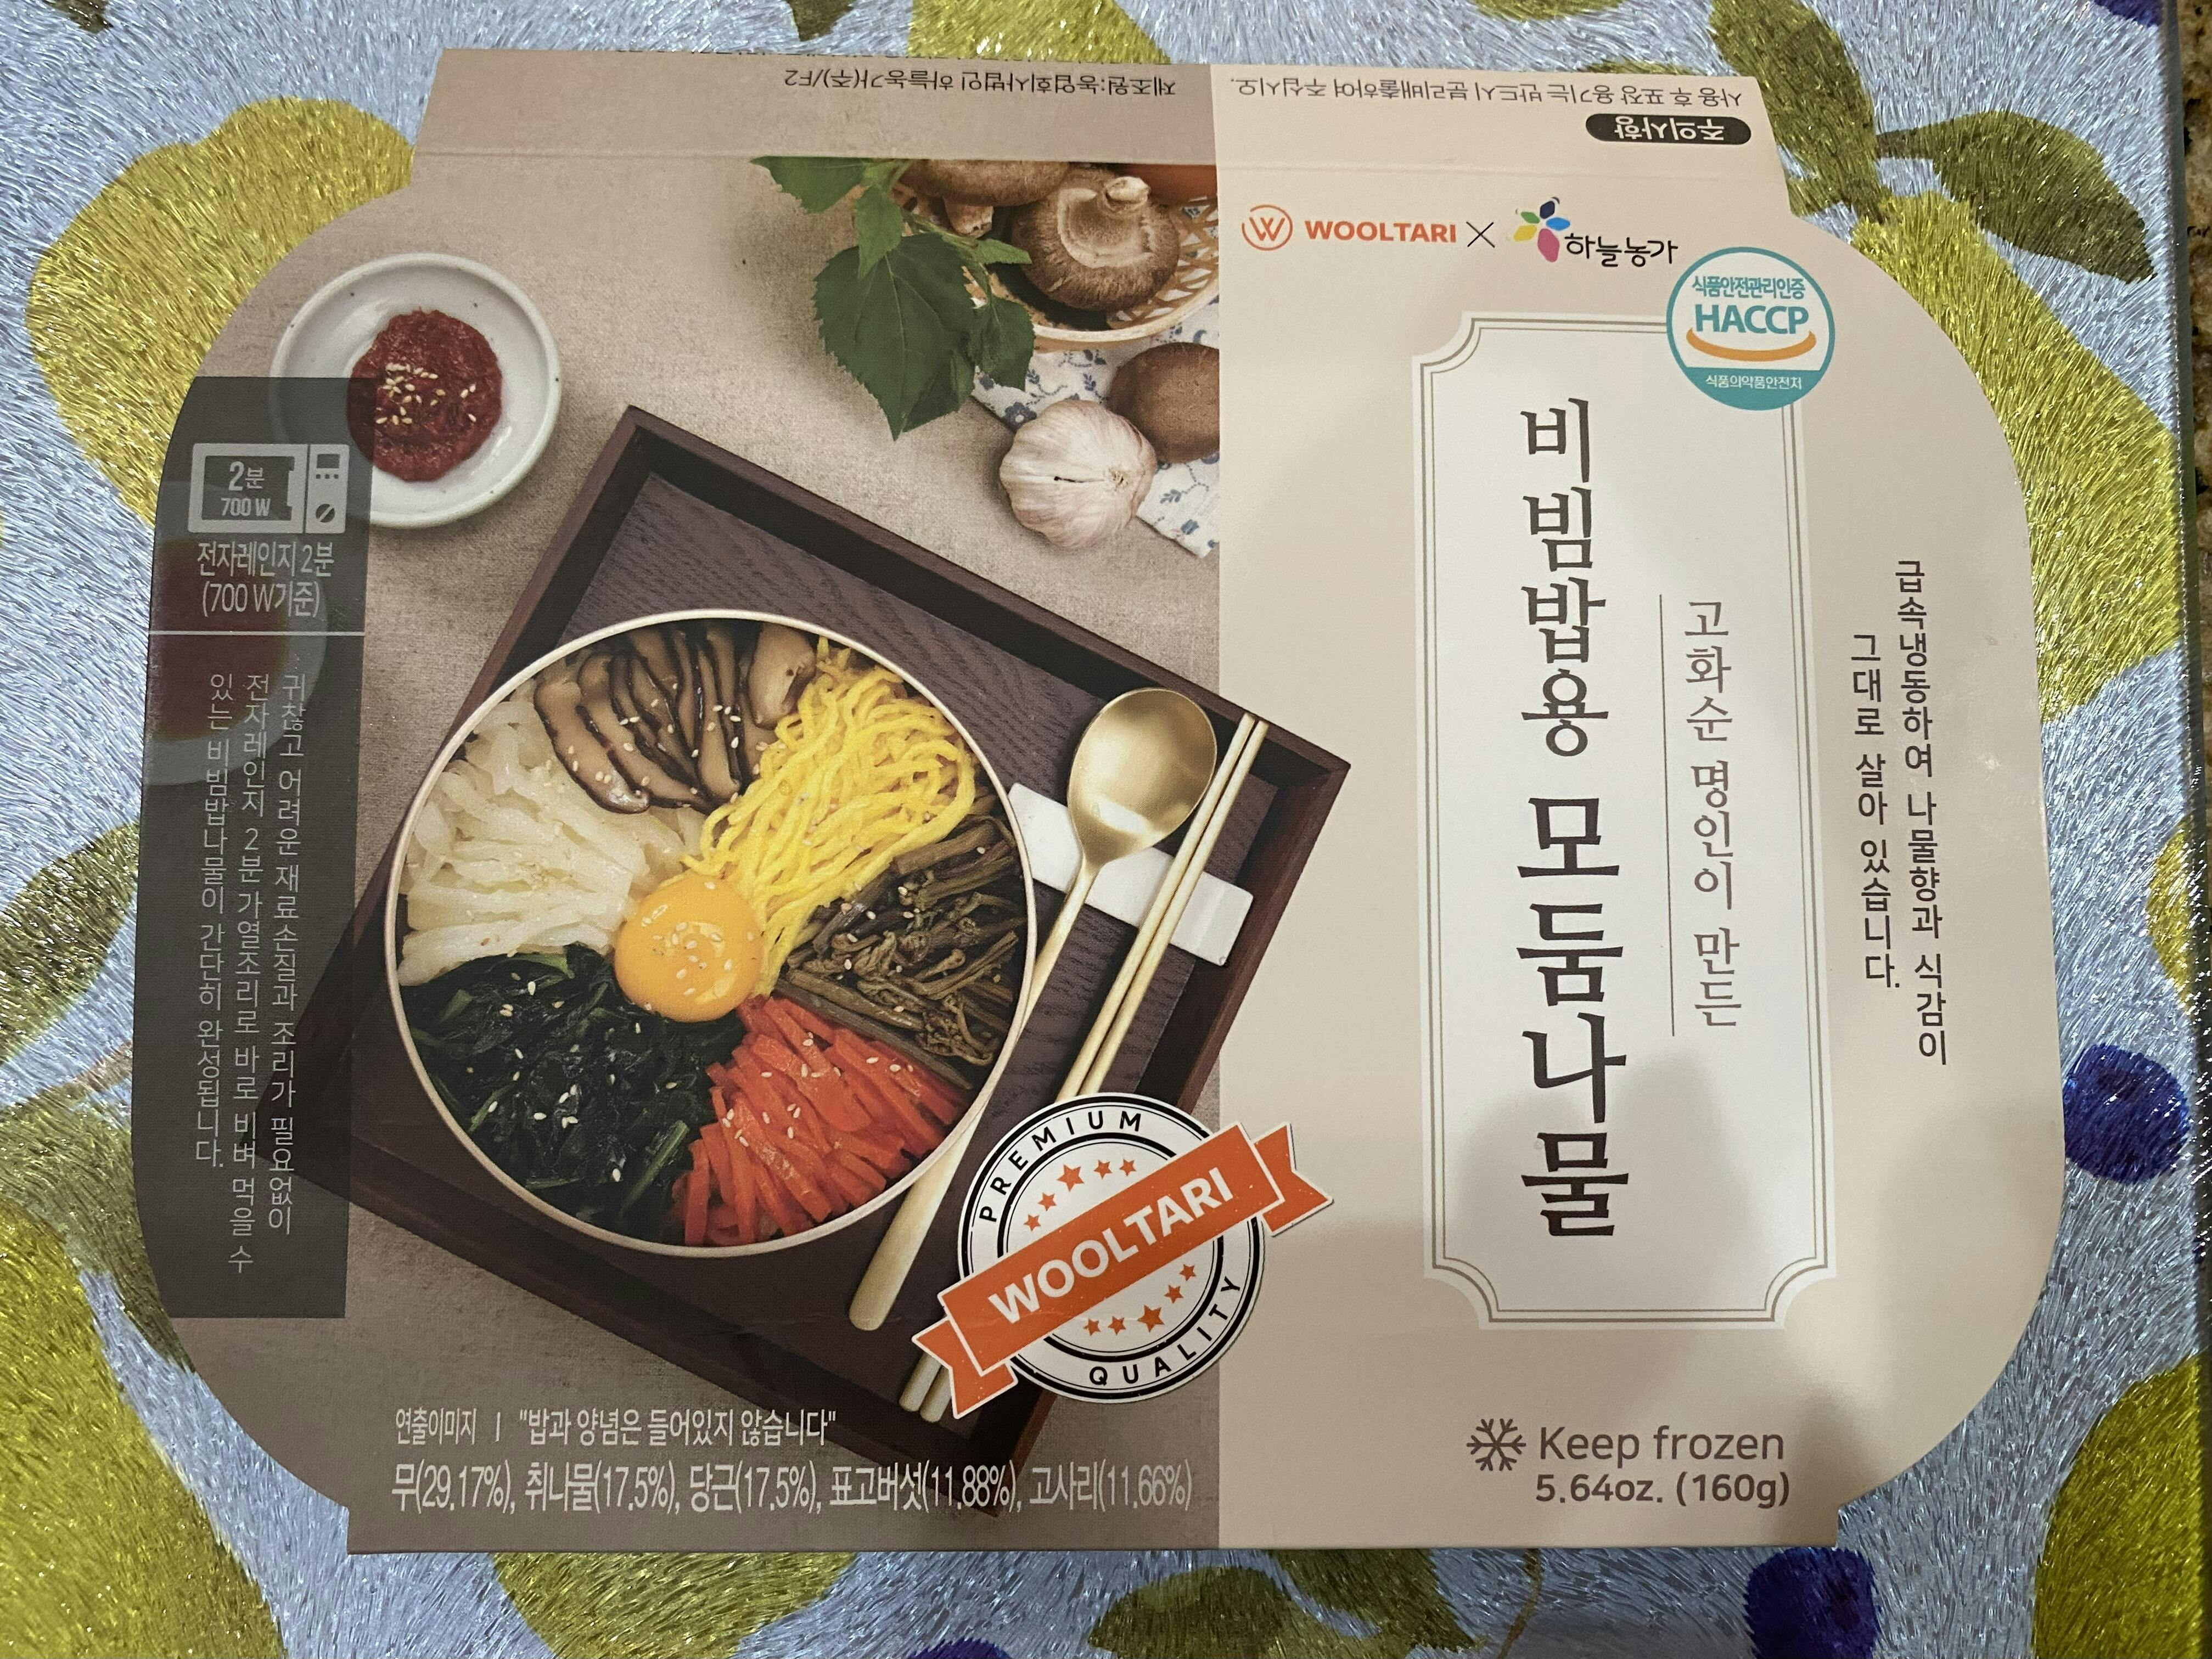 제조원:농업회사법인 하늘농가(주)/F2
주의사항
사용 후 포장 용기는 반드시 분리배출하여 주십시오.
WOOLTARI × 하늘농가
식품안전관리인증
HACCP
식품의약품안전처
급속냉동하여 나물향과 식감이
그대로 살아 있습니다.
고화순 명인이 만든
비빔밥용 모둠나물
2분
700 W
전자레인지 2분
(700 W기준)
귀찮고 어려운 재료손질과 조리가 필요없이
전자레인지 2분 가열조리로 바로 비벼 먹을 수
있는 비빔밥나물이 간단히 완성됩니다.
PREMIUM
WOOLTARI
QUALITY
연출이미지 | "밥과 양념은 들어있지 않습니다"
무(29.17%), 취나물(17.5%), 당근(17.5%), 표고버섯(11.88%), 고사리(11.66%)
Keep frozen
5.64oz. (160g)